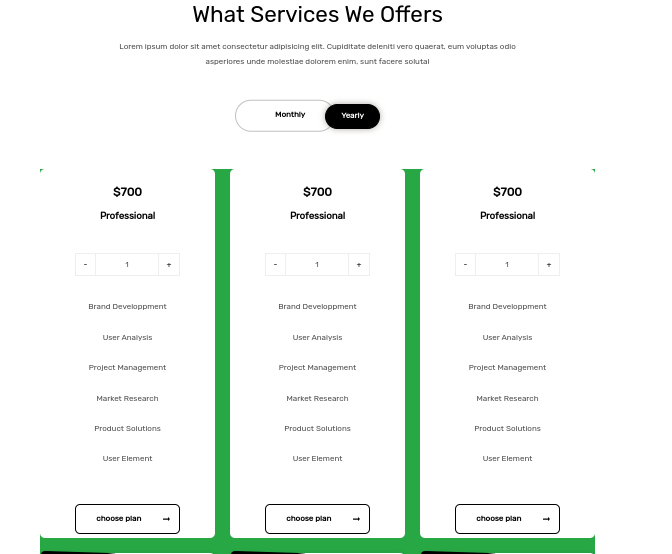 What Services We Offers
Lorem ipsum dolor sit amet consectetur adipisicing elit. Cupiditate deleniti vero quaerat, eum voluptas odio
asperiores unde molestiae dolorem enim, sunt facere soluta!
Monthly Yearly
$700 $700 $700
Professional Professional Professional
- 1 + - 1 + - 1 +
Brand Developpment Brand Developpment Brand Developpment
User Analysis User Analysis User Analysis
Project Management Project Management Project Management
Market Research Market Research Market Research
Product Solutions Product Solutions Product Solutions
User Element User Element User Element
choose plan → choose plan → choose plan →